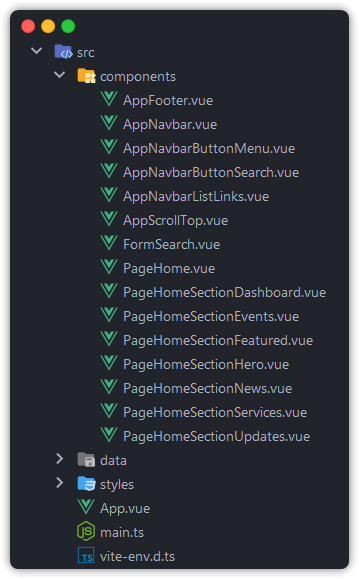 src
components
AppFooter.vue
AppNavbar.vue
AppNavbarButtonMenu.vue
AppNavbarButtonSearch.vue
AppNavbarListLinks.vue
AppScrollTop.vue
FormSearch.vue
PageHome.vue
PageHomeSectionDashboard.vue
PageHomeSectionEvents.vue
PageHomeSectionFeatured.vue
PageHomeSectionHero.vue
PageHomeSectionNews.vue
PageHomeSectionServices.vue
PageHomeSectionUpdates.vue
data
styles
App.vue
main.ts
TS vite-env.d.ts